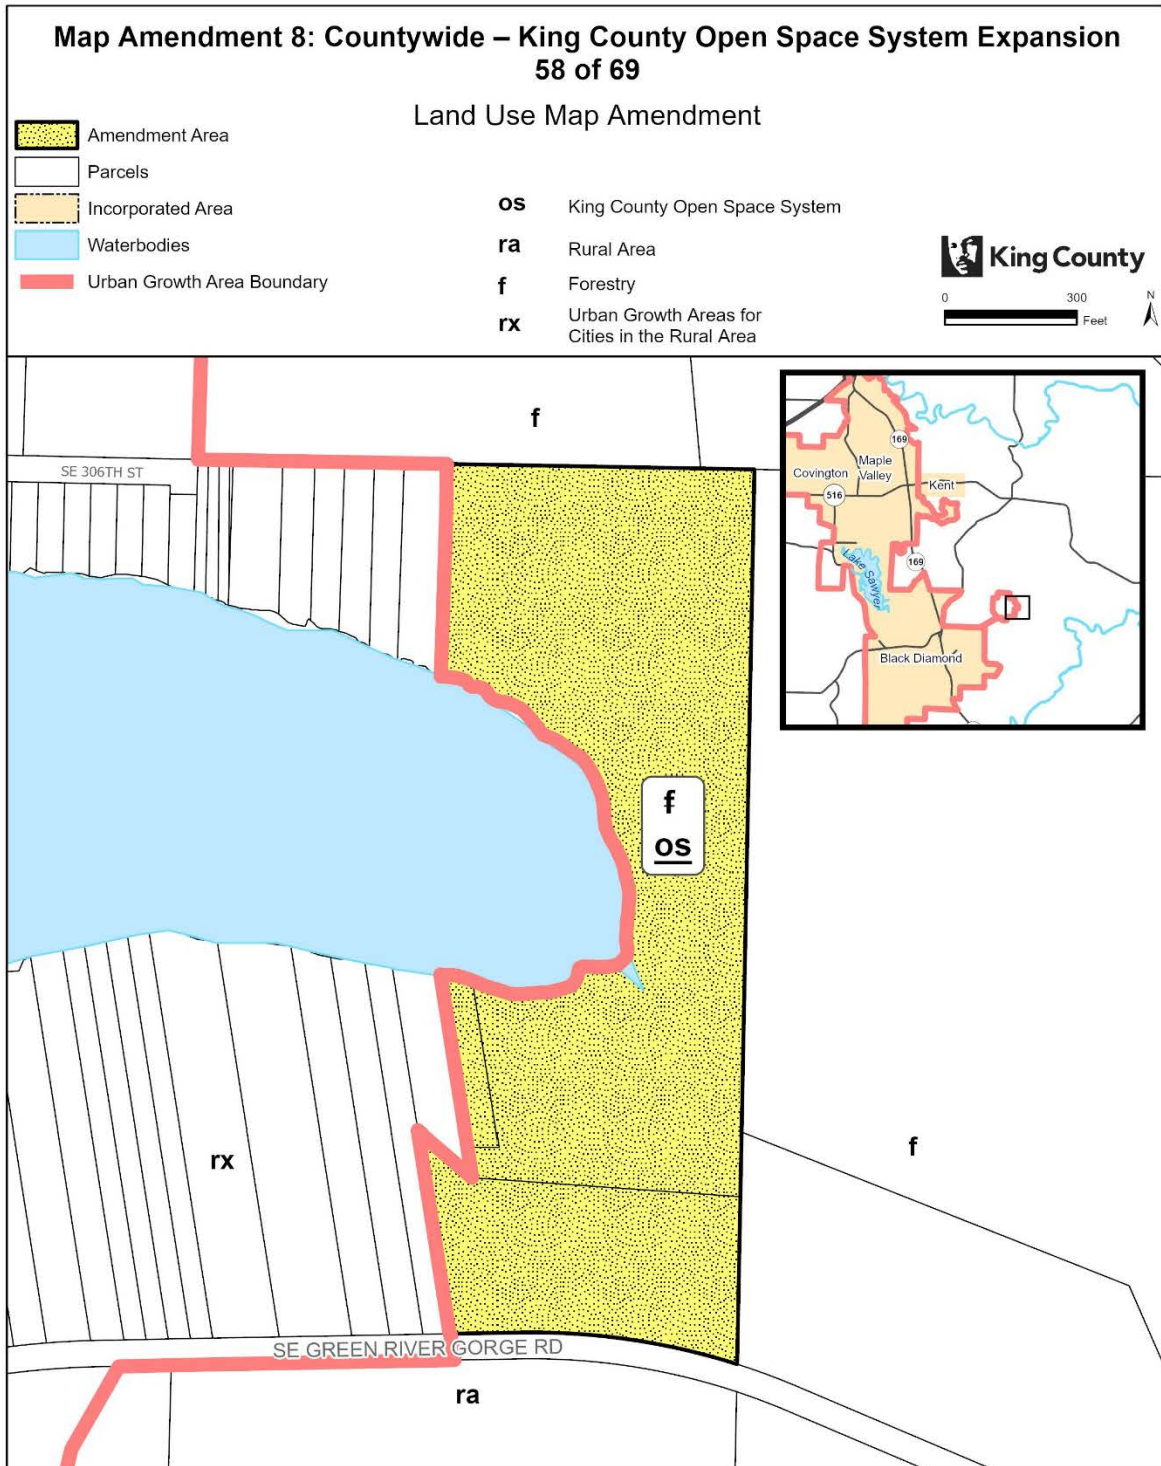 Map Amendment 8: Countywide – King County Open Space System Expansion
58 of 69
Land Use Map Amendment
Amendment Area
Parcels
Incorporated Area
Waterbodies
Urban Growth Area Boundary
os King County Open Space System
ra Rural Area
f Forestry
rx Urban Growth Areas for
Cities in the Rural Area
King County
0 300
Feet
N
f
SE 306TH ST
169
Covington
Maple
Valley
Kent
516
Lake Sawyer
169
Black Diamond
f
os
f
rx
SE GREEN RIVER GORGE RD
ra